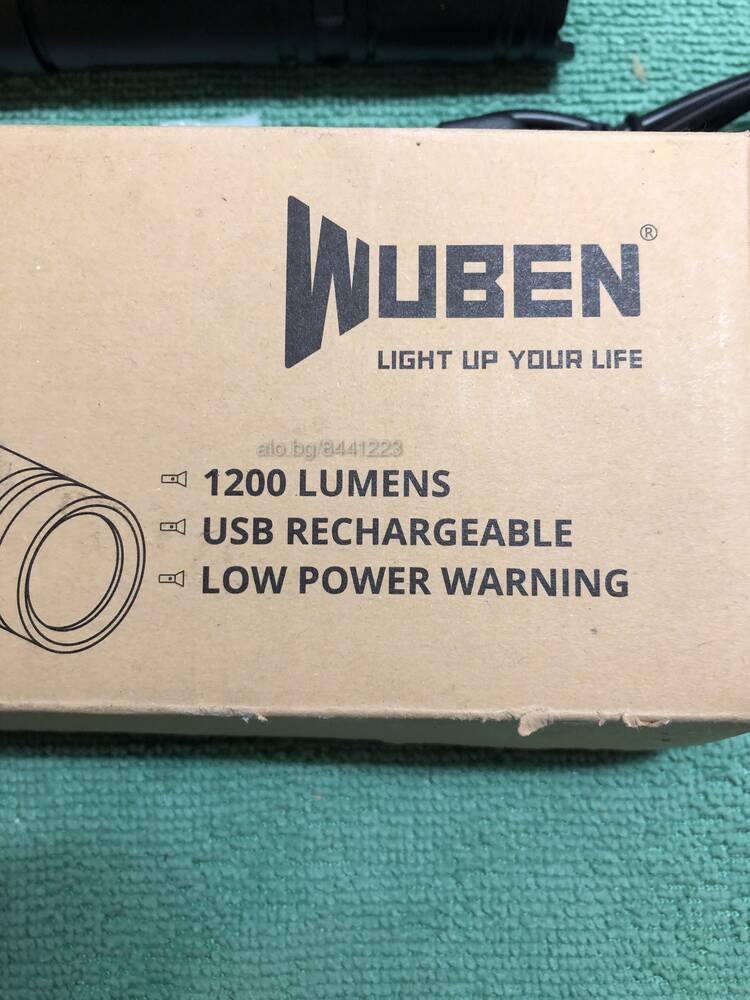 WUBEN®
LIGHT UP YOUR LIFE
alo.bg/8441223
1200 LUMENS
USB RECHARGEABLE
LOW POWER WARNING